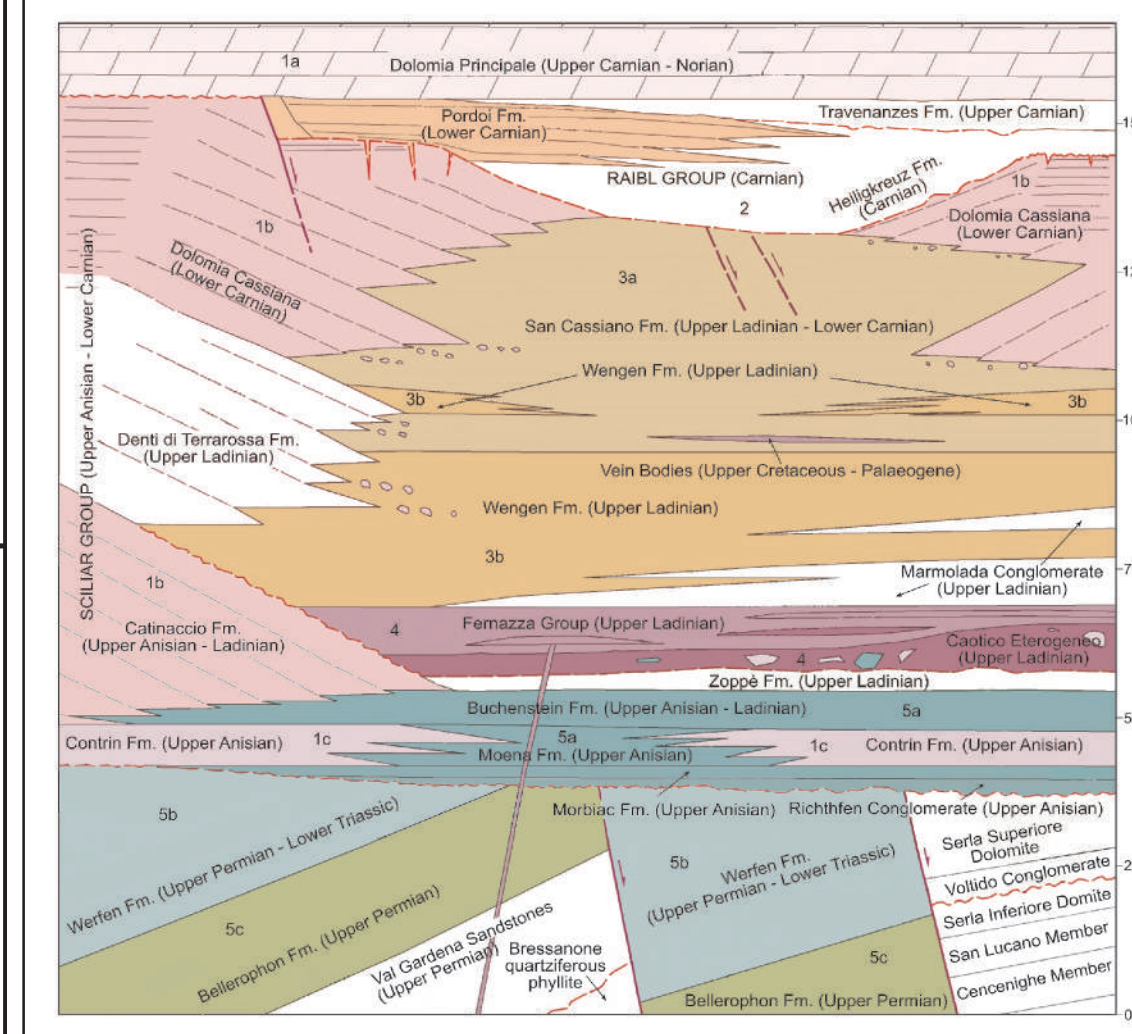 1a
Dolomia Principale (Upper Carnian - Norian)
Travenanzes Fm. (Upper Carnian)
Pordoi Fm.
(Lower Carnian)
RAIBL GROUP (Carnian)
2
Heiligkreuz Fm.
(Carnian)
1b
Dolomia Cassiana
(Lower Carnian)
1b
Dolomia Cassiana
(Lower Carnian)
3a
San Cassiano Fm. (Upper Ladinian - Lower Carnian)
Wengen Fm. (Upper Ladinian)
3b
3b
SCILIAR GROUP (Upper Anisian - Lower Carnian)
Denti di Terrarossa Fm.
(Upper Ladinian)
Vein Bodies (Upper Cretaceous - Palaeogene)
Wengen Fm. (Upper Ladinian)
3b
Marmolada Conglomerate
(Upper Ladinian)
1b
Catinaccio Fm.
(Upper Anisian - Ladinian)
4
Fernazza Group (Upper Ladinian)
Caotico Eterogeneo
(Upper Ladinian)
4
Zoppè Fm. (Upper Ladinian)
Buchenstein Fm. (Upper Anisian - Ladinian)
5a
Contrin Fm. (Upper Anisian)
1c
5a
Moena Fm. (Upper Anisian)
1c
Contrin Fm. (Upper Anisian)
Morbiac Fm. (Upper Anisian)
Richthfen Conglomerate (Upper Anisian)
5b
Werfen Fm. (Upper Permian - Lower Triassic)
5c
Bellerophon Fm. (Upper Permian)
Val Gardena Sandstones
(Upper Permian)
Bressanone
quartziferous
phyllite
5b
Werfen Fm.
(Upper Permian - Lower Triassic)
5c
Bellerophon Fm. (Upper Permian)
Serla Superiore
Dolomite
Voltido Conglomerate
Serla Inferiore Domite
San Lucano Member
Cencenighe Member
0